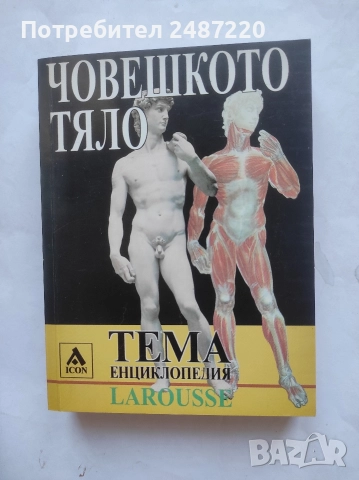 Потребител 2487220
ЧОВЕШКОТО
ТЯЛО
ICON
ТЕМА
ЕНЦИКЛОПЕДИЯ
LAROUSSE
BAZAR
bg